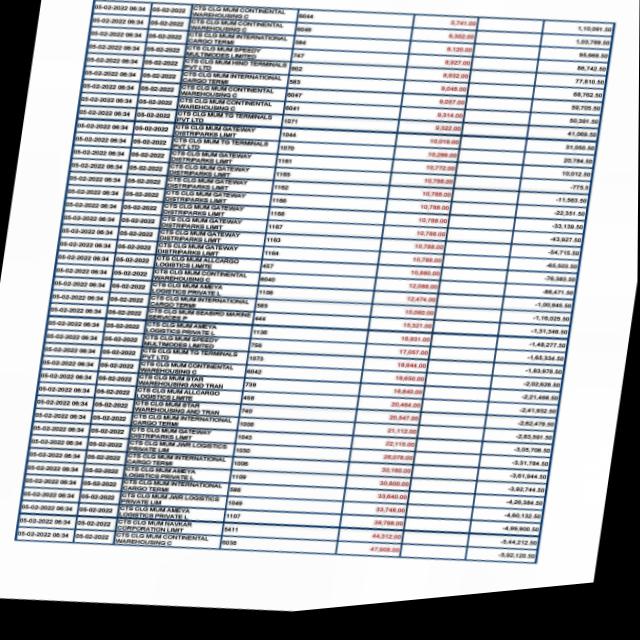 05-02-2022 06:34 05-02-2022 CTS CLG MUM CONTINENTAL WAREHOUSING C 6044 5,741.00 1,10,091.50
05-02-2022 06:34 05-02-2022 CTS CLG MUM CONTINENTAL WAREHOUSING C 6046 6,302.00 1,03,789.50
05-02-2022 06:34 05-02-2022 CTS CLG MUM INTERNATIONAL CARGO TERMI 584 8,120.00 95,669.50
05-02-2022 06:34 05-02-2022 CTS CLG MUM SPEEDY MULTIMODES LIMITED 747 8,927.00 86,742.50
05-02-2022 06:34 05-02-2022 CTS CLG MUM HIND TERMINALS PVT LTD 602 8,932.00 77,810.50
05-02-2022 06:34 05-02-2022 CTS CLG MUM INTERNATIONAL CARGO TERMI 583 9,048.00 68,762.50
05-02-2022 06:34 05-02-2022 CTS CLG MUM CONTINENTAL WAREHOUSING C 6047 9,057.00 59,705.50
05-02-2022 06:34 05-02-2022 CTS CLG MUM CONTINENTAL WAREHOUSING C 6041 9,314.00 50,391.50
05-02-2022 06:34 05-02-2022 CTS CLG MUM TG TERMINALS PVT LTD 1071 9,322.00 41,069.50
05-02-2022 06:34 05-02-2022 CTS CLG MUM GATEWAY DISTRIPARKS LIMIT 1044 10,019.00 31,050.50
05-02-2022 06:34 05-02-2022 CTS CLG MUM TG TERMINALS PVT LTD 1070 10,266.00 20,784.50
05-02-2022 06:34 05-02-2022 CTS CLG MUM GATEWAY DISTRIPARKS LIMIT 1161 10,772.00 10,012.50
05-02-2022 06:34 05-02-2022 CTS CLG MUM GATEWAY DISTRIPARKS LIMIT 1165 10,788.00 -775.5
05-02-2022 06:34 05-02-2022 CTS CLG MUM GATEWAY DISTRIPARKS LIMIT 1162 10,788.00 -11,563.50
05-02-2022 06:34 05-02-2022 CTS CLG MUM GATEWAY DISTRIPARKS LIMIT 1166 10,788.00 -22,351.50
05-02-2022 06:34 05-02-2022 CTS CLG MUM GATEWAY DISTRIPARKS LIMIT 1168 10,788.00 -33,139.50
05-02-2022 06:34 05-02-2022 CTS CLG MUM GATEWAY DISTRIPARKS LIMIT 1167 10,788.00 -43,927.50
05-02-2022 06:34 05-02-2022 CTS CLG MUM GATEWAY DISTRIPARKS LIMIT 1163 10,788.00 -54,715.50
05-02-2022 06:34 05-02-2022 CTS CLG MUM GATEWAY DISTRIPARKS LIMIT 1164 10,788.00 -65,503.50
05-02-2022 06:34 05-02-2022 CTS CLG MUM ALLCARGO LOGISTICS LIMITE 457 10,880.00 -76,383.50
05-02-2022 06:34 05-02-2022 CTS CLG MUM CONTINENTAL WAREHOUSING C 6040 12,088.00 -88,471.50
05-02-2022 06:34 05-02-2022 CTS CLG MUM AMEYA LOGISTICS PRIVATE L 1108 12,474.00 -1,00,945.50
05-02-2022 06:34 05-02-2022 CTS CLG MUM INTERNATIONAL CARGO TERMI 585 15,080.00 -1,16,025.50
05-02-2022 06:34 05-02-2022 CTS CLG MUM SEABIRD MARINE SERVICES P 444 15,321.00 -1,31,346.50
05-02-2022 06:34 05-02-2022 CTS CLG MUM AMEYA LOGISTICS PRIVATE L 16,931.00 -1,48,277.50
05-02-2022 06:34 05-02-2022 CTS CLG MUM SPEEDY MULTIMODES LIMITED 756 17,057.00 -1,65,334.50
05-02-2022 06:34 05-02-2022 CTS CLG MUM TG TERMINALS PVT LTD 1073 18,644.00 -1,83,978.50
05-02-2022 06:34 05-02-2022 CTS CLG MUM CONTINENTAL WAREHOUSING C 6042 18,650.00 -2,02,628.50
05-02-2022 06:34 05-02-2022 CTS CLG MUM STAR WAREHOUSING AND TRAN 739 18,840.00 -2,21,468.50
05-02-2022 06:34 05-02-2022 CTS CLG MUM ALLCARGO LOGISTICS LIMITE 458 20,464.00 -2,41,932.50
05-02-2022 06:34 05-02-2022 CTS CLG MUM STAR WAREHOUSING AND TRAN 740 20,547.00 -2,62,479.50
05-02-2022 06:34 05-02-2022 CTS CLG MUM INTERNATIONAL CARGO TERMI 1008 21,112.00 -2,83,591.50
05-02-2022 06:34 05-02-2022 CTS CLG MUM GATEWAY DISTRIPARKS LIMIT 1043 22,115.00 -3,05,706.50
05-02-2022 06:34 05-02-2022 CTS CLG MUM JWR LOGISTICS PRIVATE LIM 1050 26,078.00 -3,31,784.50
05-02-2022 06:34 05-02-2022 CTS CLG MUM INTERNATIONAL CARGO TERMI 1006 30,160.00 -3,61,944.50
05-02-2022 06:34 05-02-2022 CTS CLG MUM AMEYA LOGISTICS PRIVATE L 1109 30,800.00 -3,92,744.50
05-02-2022 06:34 05-02-2022 CTS CLG MUM INTERNATIONAL CARGO TERMI 586 33,640.00 -4,26,384.50
05-02-2022 06:34 05-02-2022 CTS CLG MUM JWR LOGISTICS PRIVATE LIM 1049 33,748.00 -4,60,132.50
05-02-2022 06:34 05-02-2022 CTS CLG MUM AMEYA LOGISTICS PRIVATE L 1107 39,768.00 -4,99,900.50
05-02-2022 06:34 05-02-2022 CTS CLG MUM NAVKAR CORPORATION LIMIT 5411 44,312.00 -5,44,212.50
05-02-2022 06:34 05-02-2022 CTS CLG MUM CONTINENTAL WAREHOUSING C 6038 47,908.00 -5,92,120.50